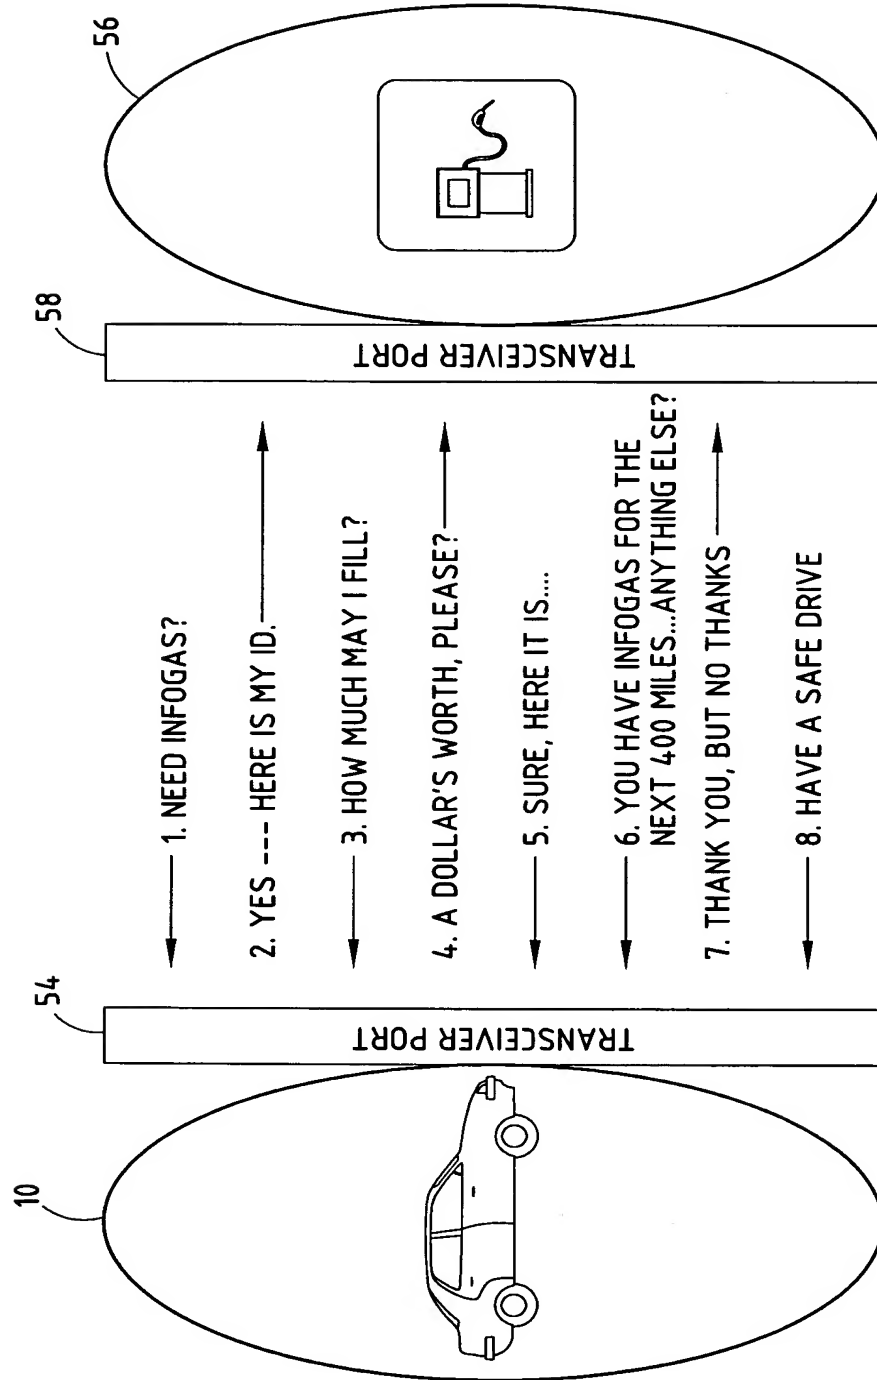 10
54
58
56
TRANSCEIVER PORT
1. NEED INFOGAS?
2. YES --- HERE IS MY ID.
3. HOW MUCH MAY I FILL?
4. A DOLLAR'S WORTH, PLEASE?
5. SURE, HERE IT IS....
6. YOU HAVE INFOGAS FOR THE
NEXT 400 MILES...ANYTHING ELSE?
7. THANK YOU, BUT NO THANKS
8. HAVE A SAFE DRIVE
TRANSCEIVER PORT